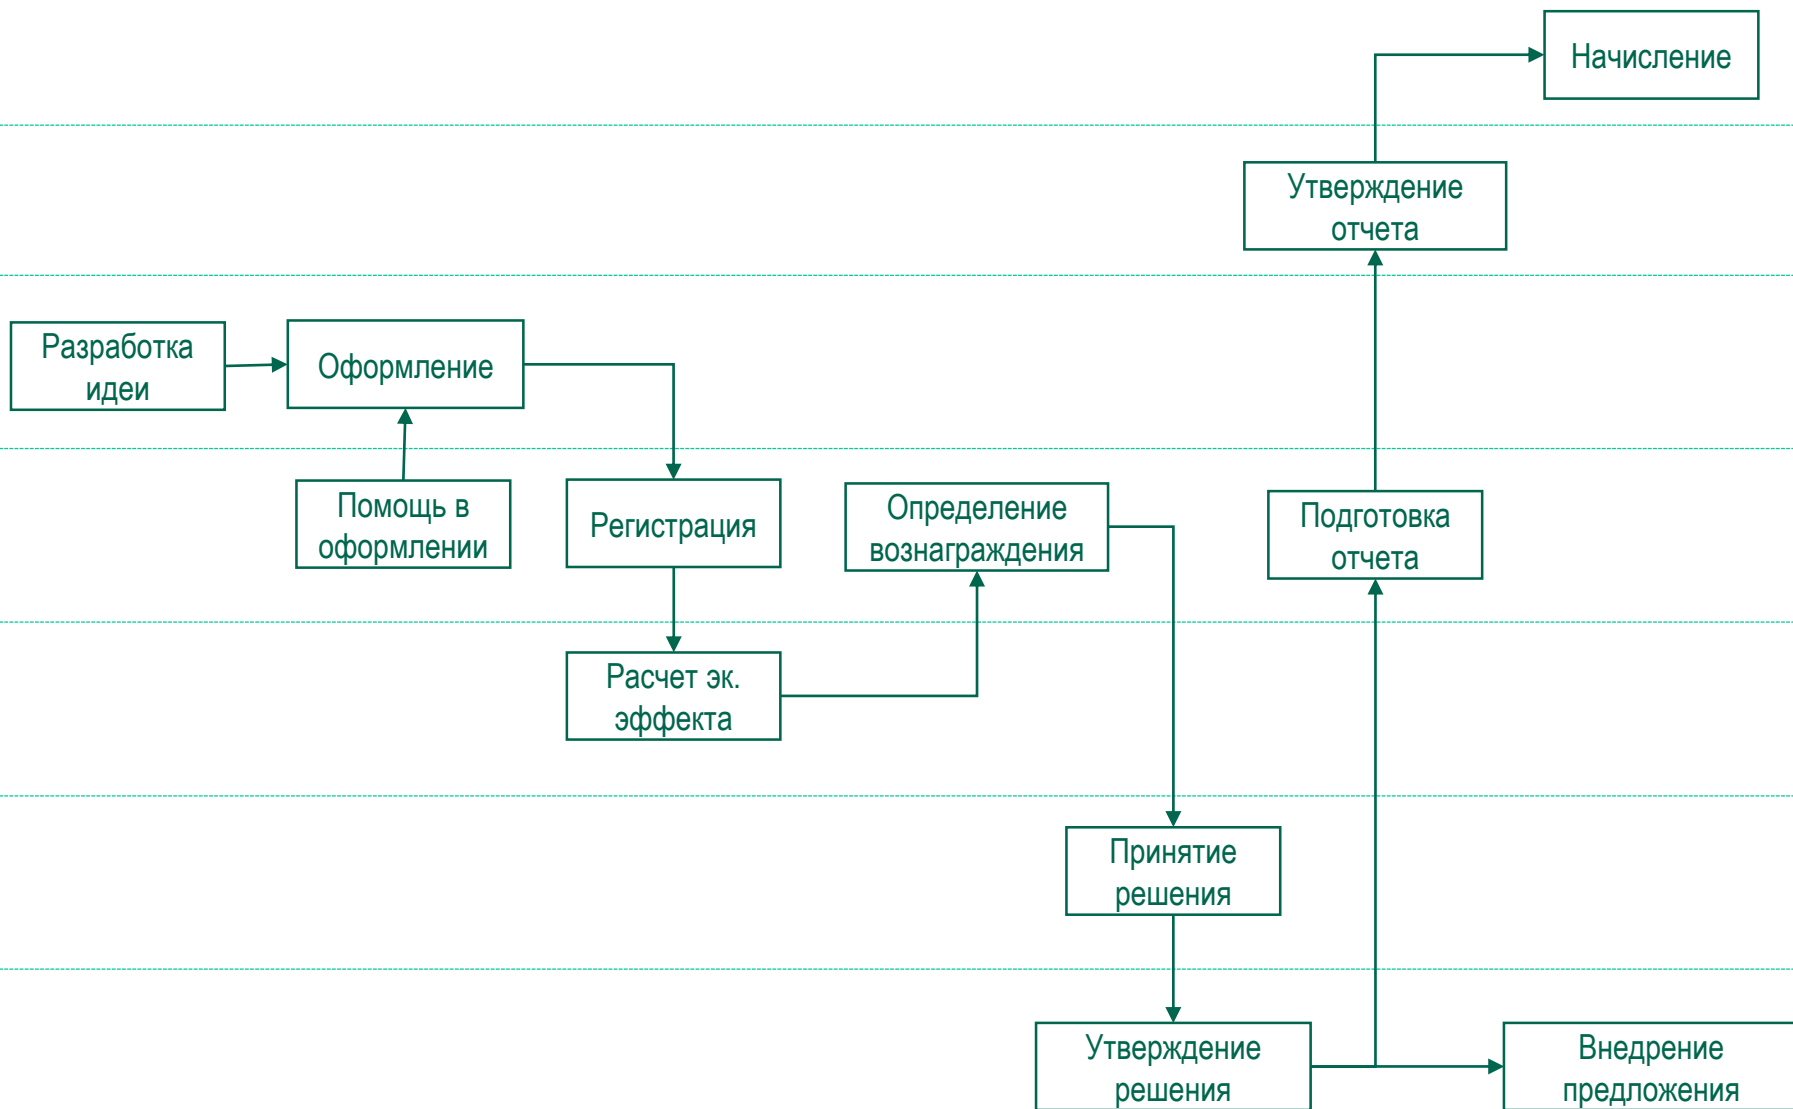 Начисление
Утверждение
отчета
Разработка
идеи
Оформление
Помощь в
оформлении
Регистрация
Определение
вознаграждения
Подготовка
отчета
Расчет эк.
эффекта
Принятие
решения
Утверждение
решения
Внедрение
предложения